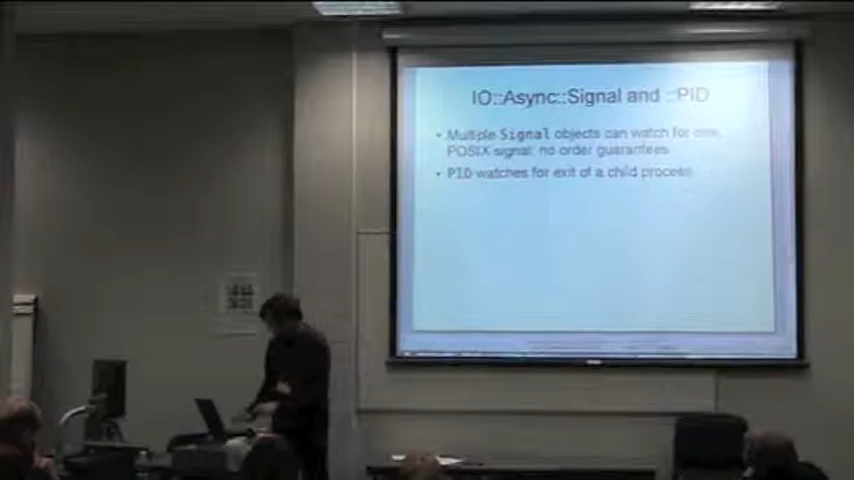 IO::Async::Signal and ::PID
• Multiple Signal objects can watch for one
POSIX signal; no order guarantees
• PID watches for exit of a child process